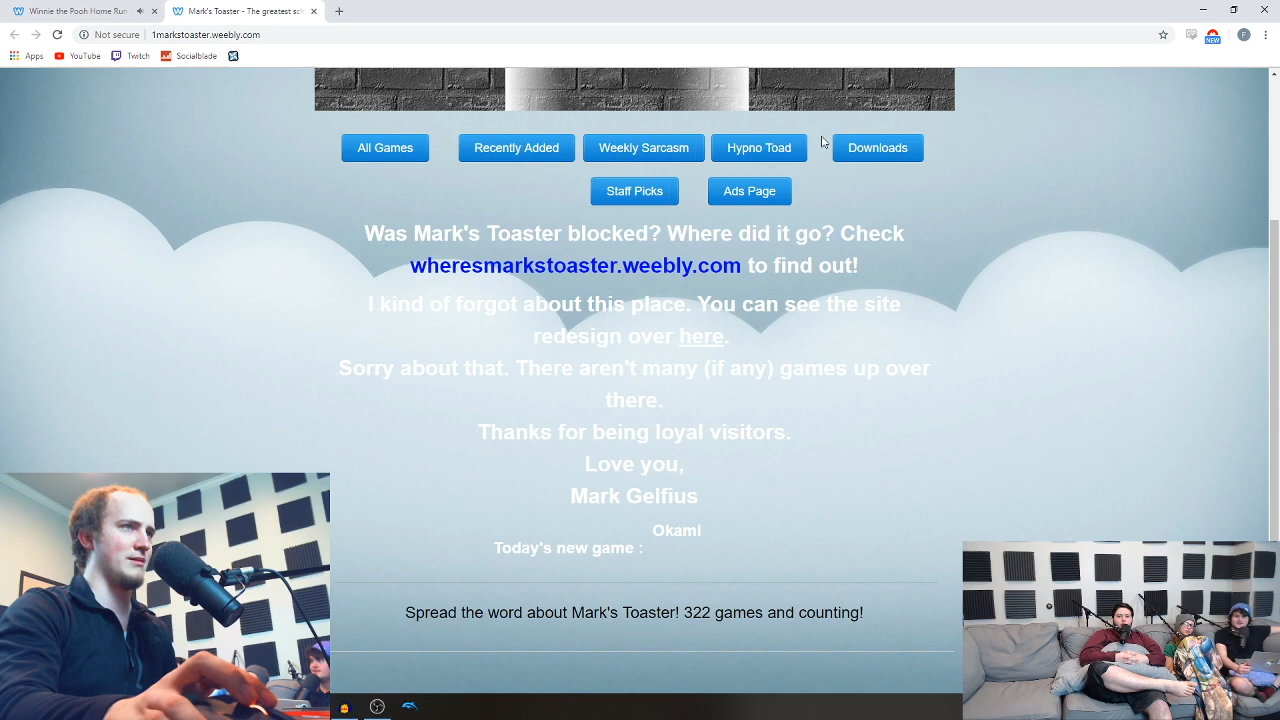 Winnie the Pooh Home Run
Mark's Toaster - The greatest sch
Not secure | 1markstoaster.weebly.com
NEW
F
Apps YouTube Twitch Socialblade
All Games Recently Added Weekly Sarcasm Hypno Toad Downloads
Staff Picks Ads Page
Was Mark's Toaster blocked? Where did it go? Check
wheresmarkstoaster.weebly.com to find out!
I kind of forgot about this place. You can see the site
redesign over here.
Sorry about that. There aren't many (if any) games up over
there.
Thanks for being loyal visitors.
Love you,
Mark Gelfius
Okami
Today's new game :
Spread the word about Mark's Toaster! 322 games and counting!